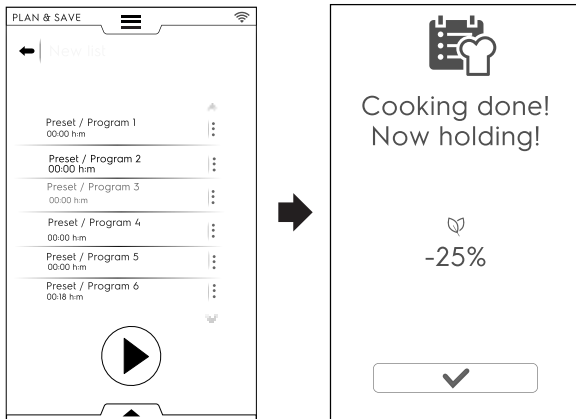 PLAN & SAVE
New list
Preset / Program 1
00:00 h:m
Preset / Program 2
00:00 h:m
Preset / Program 3
00:00 h:m
Preset / Program 4
00:00 h:m
Preset / Program 5
00:00 h:m
Preset / Program 6
00:18 h:m
Cooking done!
Now holding!
-25%